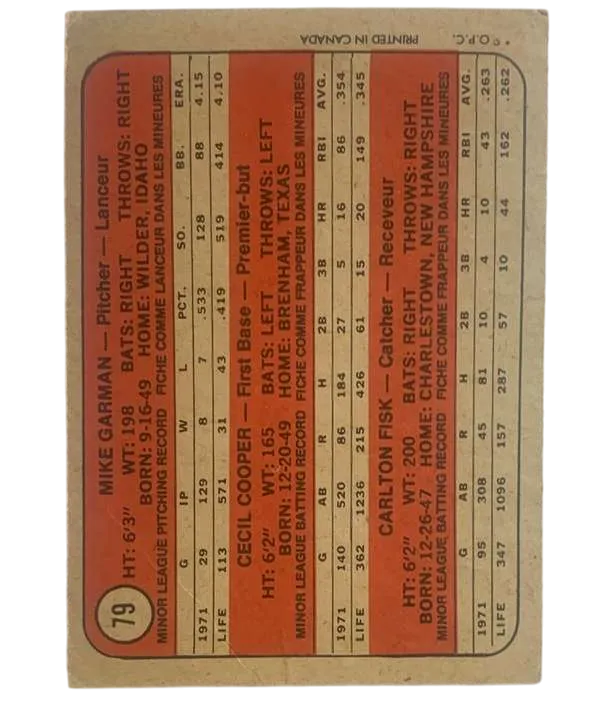 79
MIKE GARMAN — Pitcher — Lanceur
HT: 6'3" WT: 198 BATS: RIGHT THROWS: RIGHT
BORN: 9-16-49 HOME: WILDER, IDAHO
MINOR LEAGUE PITCHING RECORD FICHE COMME LANCEUR DANS LES MINEURES
G IP W L PCT. SO. BB. ERA.
1971 29 129 8 7 .533 128 88 4.15
LIFE 113 571 31 43 .419 519 414 4.10
CECIL COOPER — First Base — Premier-but
HT: 6'2" WT: 165 BATS: LEFT THROWS: LEFT
BORN: 12-20-49 HOME: BRENHAM, TEXAS
MINOR LEAGUE BATTING RECORD FICHE COMME FRAPPEUR DANS LES MINEURES
G AB R H 2B 3B HR RBI AVG.
1971 140 520 86 184 27 5 16 86 .354
LIFE 362 1236 215 426 61 15 20 149 .345
CARLTON FISK — Catcher — Receveur
HT: 6'2" WT: 200 BATS: RIGHT THROWS: RIGHT
BORN: 12-26-47 HOME: CHARLESTOWN, NEW HAMPSHIRE
MINOR LEAGUE BATTING RECORD FICHE COMME FRAPPEUR DANS LES MINEURES
G AB R H 2B 3B HR RBI AVG.
1971 95 308 45 81 10 4 10 43 .263
LIFE 347 1096 157 287 57 10 44 162 .262
* O.P.C. PRINTED IN CANADA